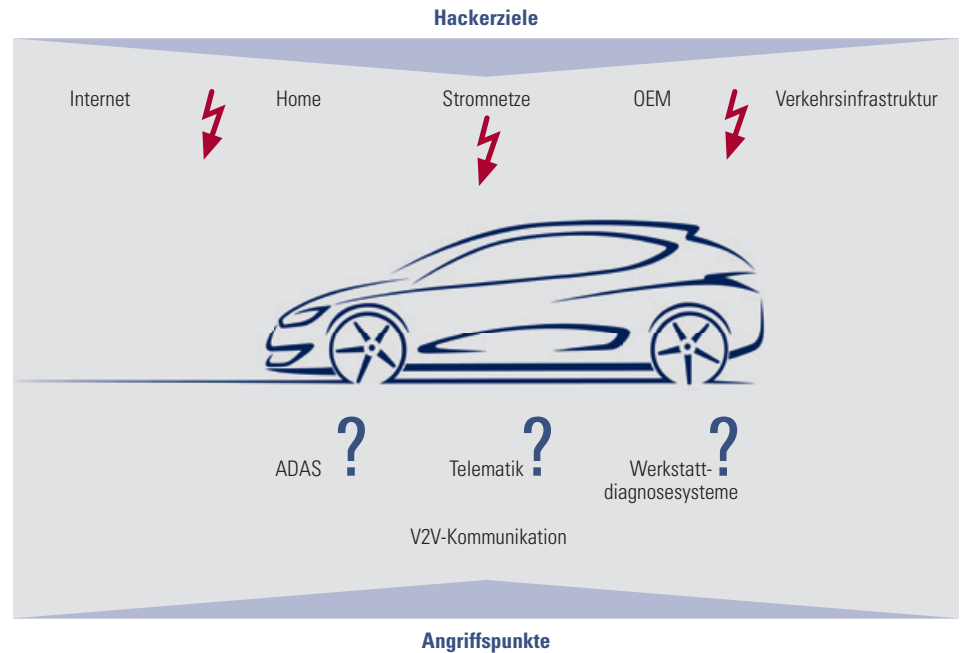 Hackerziele
Internet
Home
Stromnetze
OEM
Verkehrsinfrastruktur
? ? ?
ADAS
Telematik
Werkstatt-
diagnosesysteme
V2V-Kommunikation
Angriffspunkte